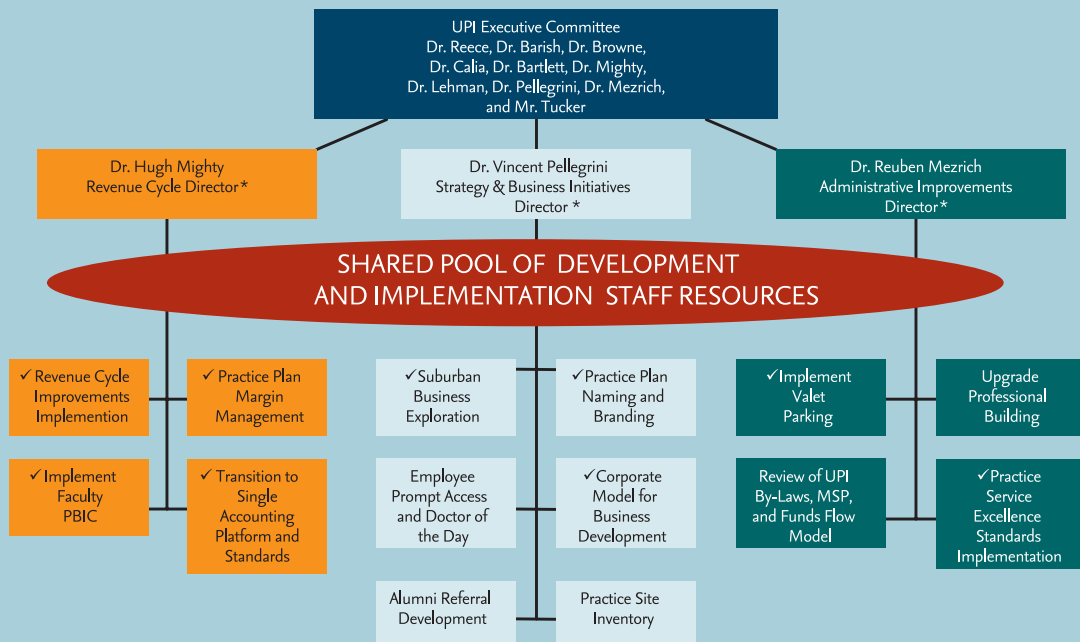 UPI Executive Committee
Dr. Reece, Dr. Barish, Dr. Browne,
Dr. Calia, Dr. Bartlett, Dr. Mighty,
Dr. Lehman, Dr. Pellegrini, Dr. Mezrich,
and Mr. Tucker
Dr. Hugh Mighty
Revenue Cycle Director*
Dr. Vincent Pellegrini
Strategy & Business Initiatives
Director *
Dr. Reuben Mezrich
Administrative Improvements
Director*
SHARED POOL OF DEVELOPMENT
AND IMPLEMENTATION STAFF RESOURCES
✓ Revenue Cycle
Improvements
Implemention
✓ Practice Plan
Margin
Management
✓ Suburban
Business
Exploration
✓ Practice Plan
Naming and
Branding
✓ Implement
Valet
Parking
Upgrade
Professional
Building
✓ Implement
Faculty
PBIC
✓ Transition to
Single
Accounting
Platform and
Standards
Employee
Prompt Access
and Doctor of
the Day
✓ Corporate
Model for
Business
Development
Review of UPI
By-Laws, MSP,
and Funds Flow
Model
✓ Practice
Service
Excellence
Standards
Implementation
Alumni Referral
Development
Practice Site
Inventory